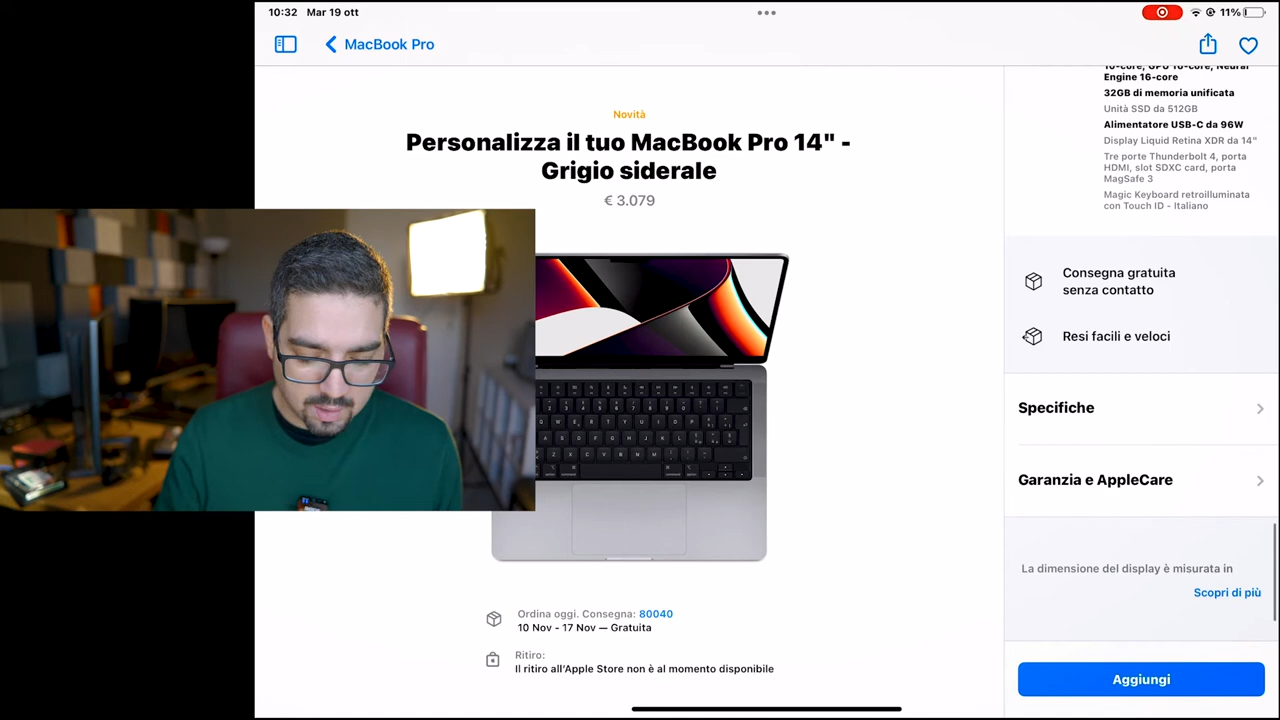 10:32 Mar 19 ott
11%
MacBook Pro
Novità
Personalizza il tuo MacBook Pro 14" -
Grigio siderale
€ 3.079
Ordina oggi. Consegna: 80040
10 Nov - 17 Nov — Gratuita
Ritiro:
Il ritiro all'Apple Store non è al momento disponibile
16-core, Neural
Engine 16-core
32GB di memoria unificata
Unità SSD da 512GB
Alimentatore USB-C da 96W
Display Liquid Retina XDR da 14"
Tre porte Thunderbolt 4, porta
HDMI, slot SDXC card, porta
MagSafe 3
Magic Keyboard retroilluminata
con Touch ID - Italiano
Consegna gratuita
senza contatto
Resi facili e veloci
Specifiche
Garanzia e AppleCare
La dimensione del display è misurata in
Scopri di più
Aggiungi